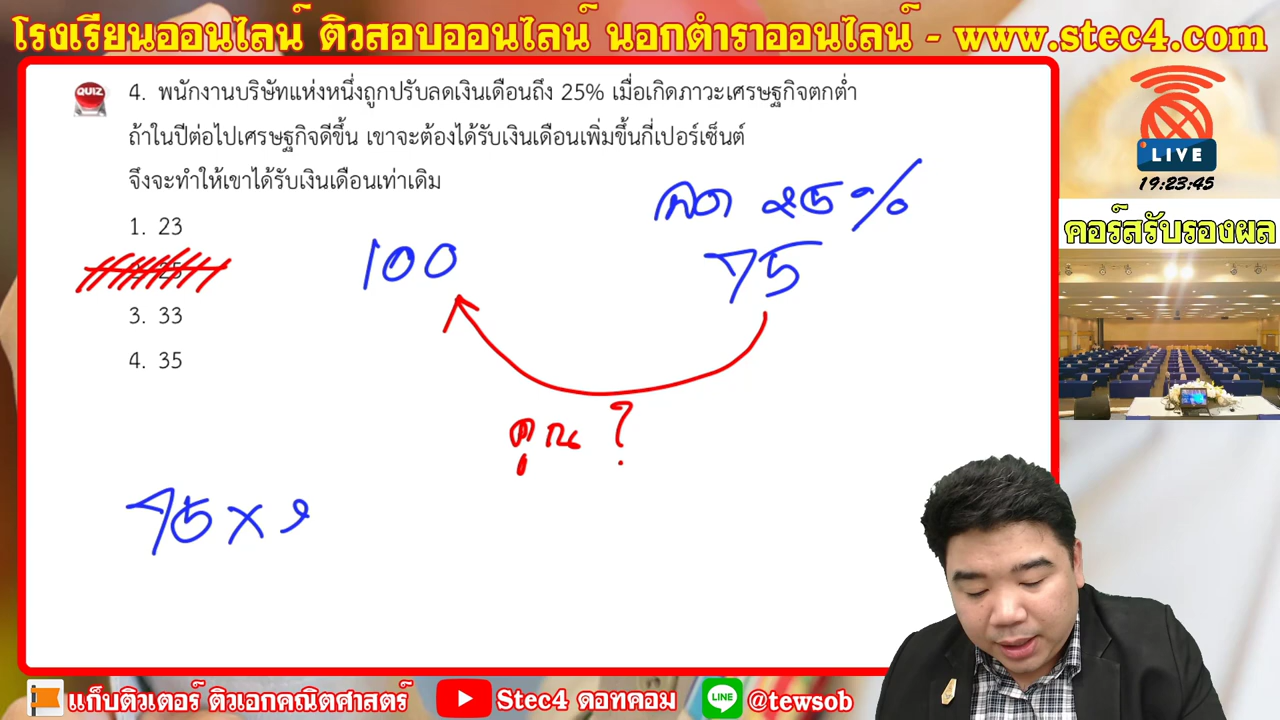 โรงเรียนออนไลน์ ติวสอบออนไลน์ นอกตำราออนไลน์ - www.stec4.com
QUIZ
4. พนักงานบริษัทแห่งหนึ่งถูกปรับลดเงินเดือนถึง 25% เมื่อเกิดภาวะเศรษฐกิจตกต่ำ
ถ้าในปีต่อไปเศรษฐกิจดีขึ้น เขาจะต้องได้รับเงินเดือนเพิ่มขึ้นกี่เปอร์เซ็นต์
จึงจะทำให้เขาได้รับเงินเดือนเท่าเดิม
1. 23
2. 25
3. 33
4. 35
ลด 25%
100
75
คูณ ?
75 ×
LIVE
19:23:45
คอร์สรับรองผล
แก็บติวเตอร์ ติวเอกคณิตศาสตร์
Stec4 ดอทคอม
LINE
@tewsob